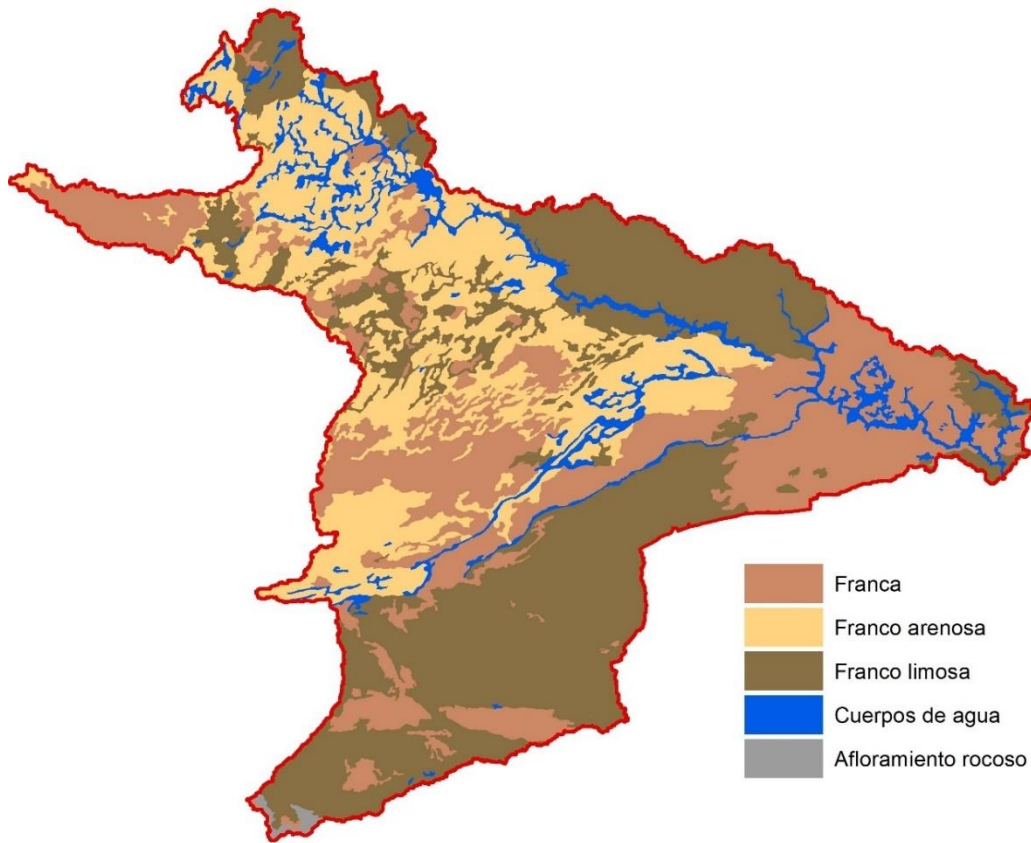 Franca
Franco arenosa
Franco limosa
Cuerpos de agua
Afloramiento rocoso